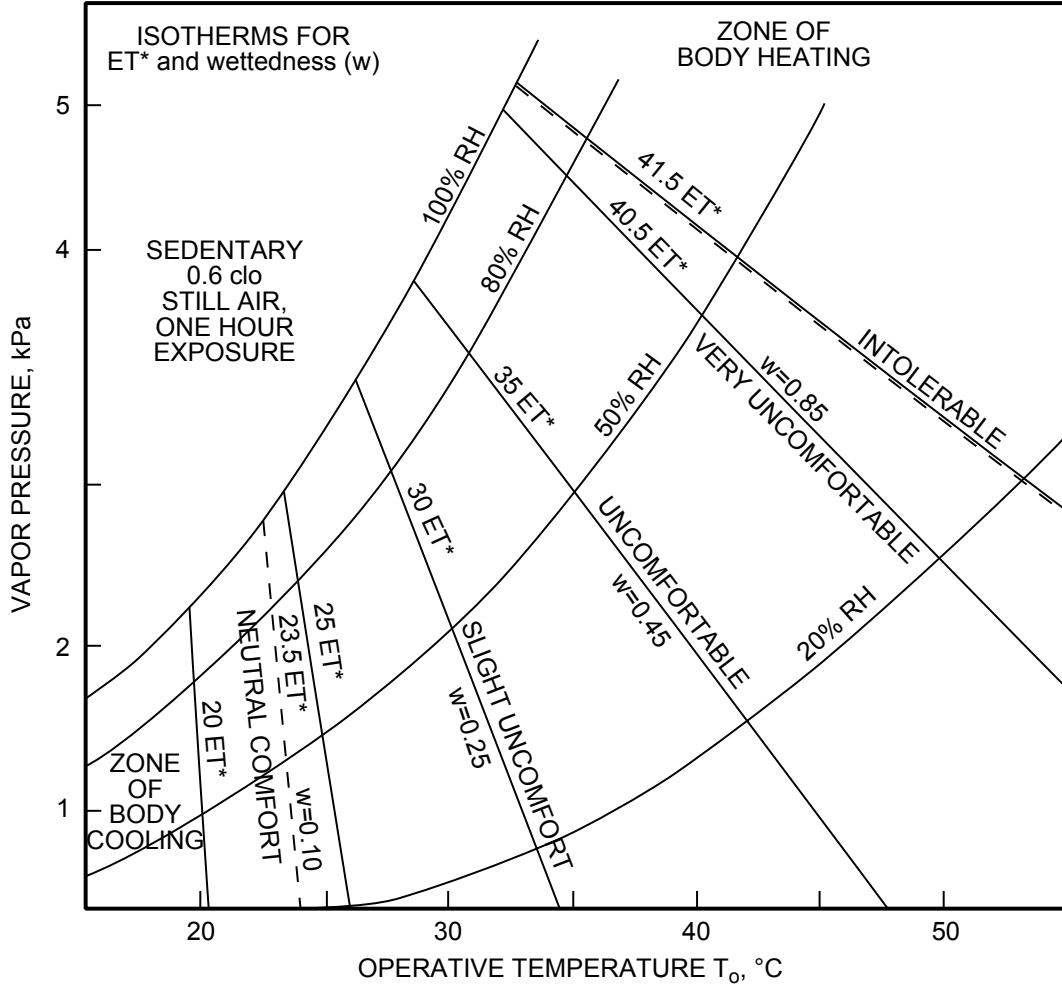 ISOTHERMS FOR
ET* and wettedness (w)
ZONE OF
BODY HEATING
5
4
2
1
VAPOR PRESSURE, kPa
SEDENTARY
0.6 clo
STILL AIR,
ONE HOUR
EXPOSURE
100% RH
80% RH
50% RH
20% RH
41.5 ET*
40.5 ET*
35 ET*
30 ET*
25 ET*
23.5 ET*
20 ET*
INTOLERABLE
w=0.85
VERY UNCOMFORTABLE
UNCOMFORTABLE
w=0.45
SLIGHT UNCOMFORT
w=0.25
NEUTRAL COMFORT
w=0.10
ZONE
OF
BODY
COOLING
20
30
40
50
OPERATIVE TEMPERATURE To, °C